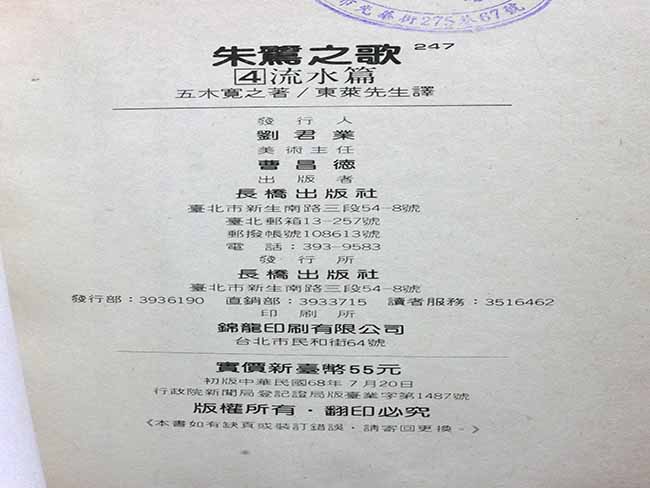 光華街275巷67號
朱鷺之歌 247
4流水篇
五木寬之著/東萊先生譯
發行人
劉君業
美術主任
曹昌德
出版者
長橋出版社
臺北市新生南路三段54-8號
臺北郵箱13-257號
郵撥帳號108613號
電話:393-9583
發行所
長橋出版社
臺北市新生南路三段54-8號
發行部:3936190 直銷部:3933715 讀者服務:3516462
印刷所
錦龍印刷有限公司
台北市民和街64號
實價新臺幣55元
初版中華民國68年7月20日
行政院新聞局登記證局版臺業字第1487號
版權所有·翻印必究
〈本書如有缺頁或裝訂錯誤,請寄回更換。〉